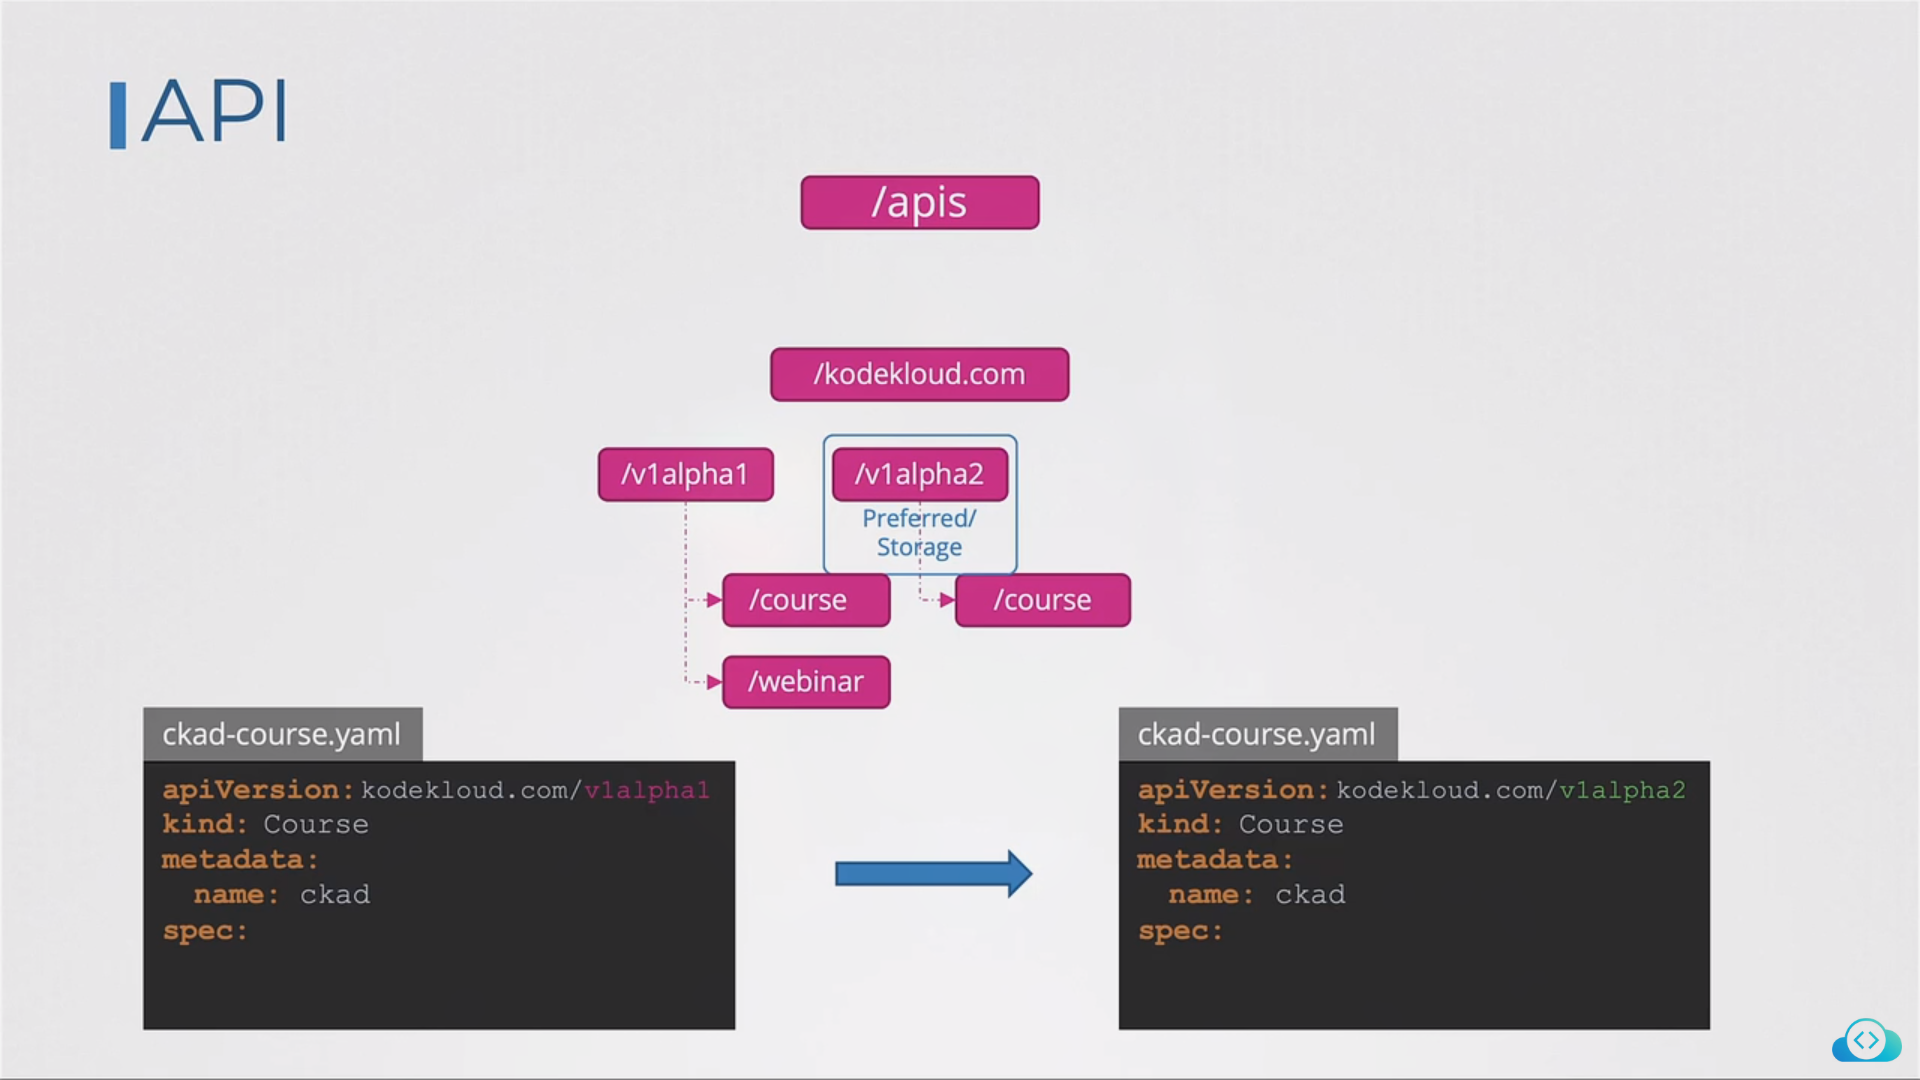 API
/apis
/kodekloud.com
/v1alpha1
/v1alpha2
Preferred/
Storage
/course
/course
/webinar
ckad-course.yaml
apiVersion: kodekloud.com/v1alpha1
kind: Course
metadata:
  name: ckad
spec:
ckad-course.yaml
apiVersion: kodekloud.com/v1alpha2
kind: Course
metadata:
  name: ckad
spec: